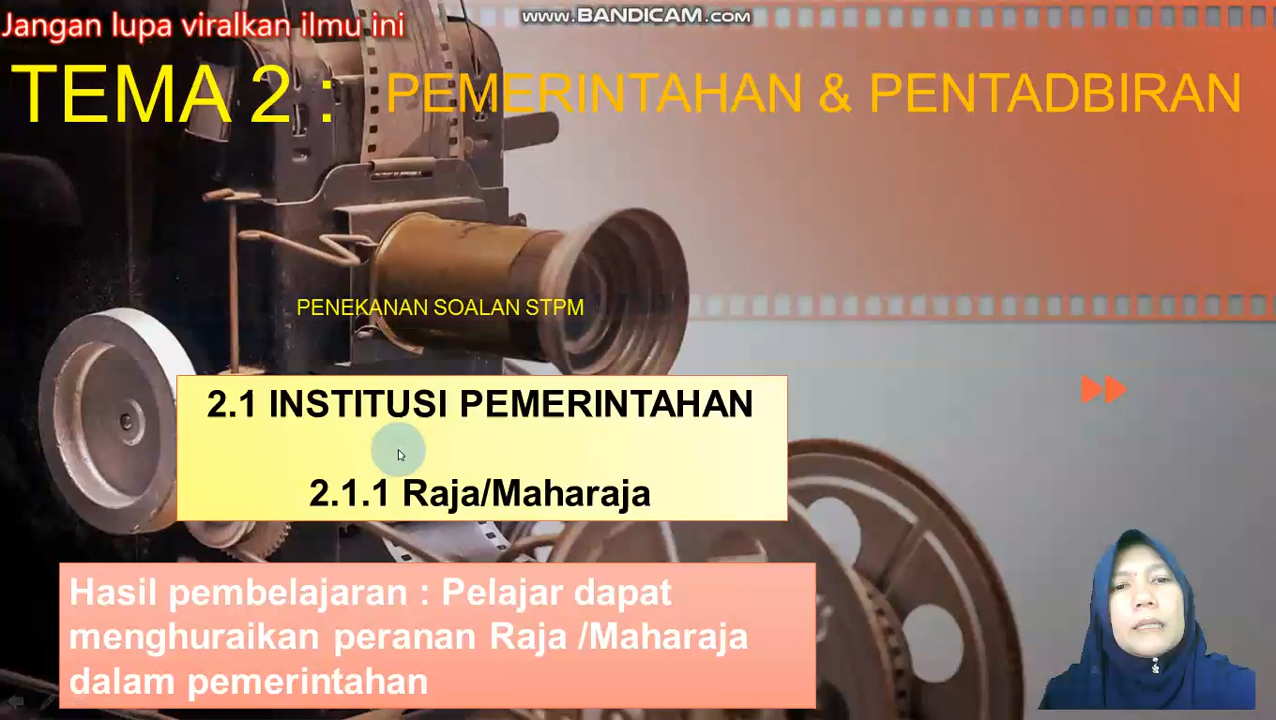 Jangan lupa viralkan ilmu ini
www.BANDICAM.com
TEMA 2 : PEMERINTAHAN & PENTADBIRAN
PENEKANAN SOALAN STPM
2.1 INSTITUSI PEMERINTAHAN
2.1.1 Raja/Maharaja
Hasil pembelajaran : Pelajar dapat
menghuraikan peranan Raja /Maharaja
dalam pemerintahan